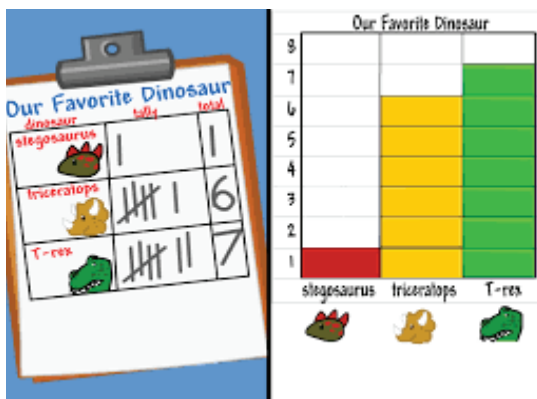 Our Favorite Dinosaur
dinosaur tally total
stegosaurus 1
triceratops 6
T-rex 7
Our Favorite Dinosaur
8
7
6
5
4
3
2
1
stegosaurus triceratops T-rex